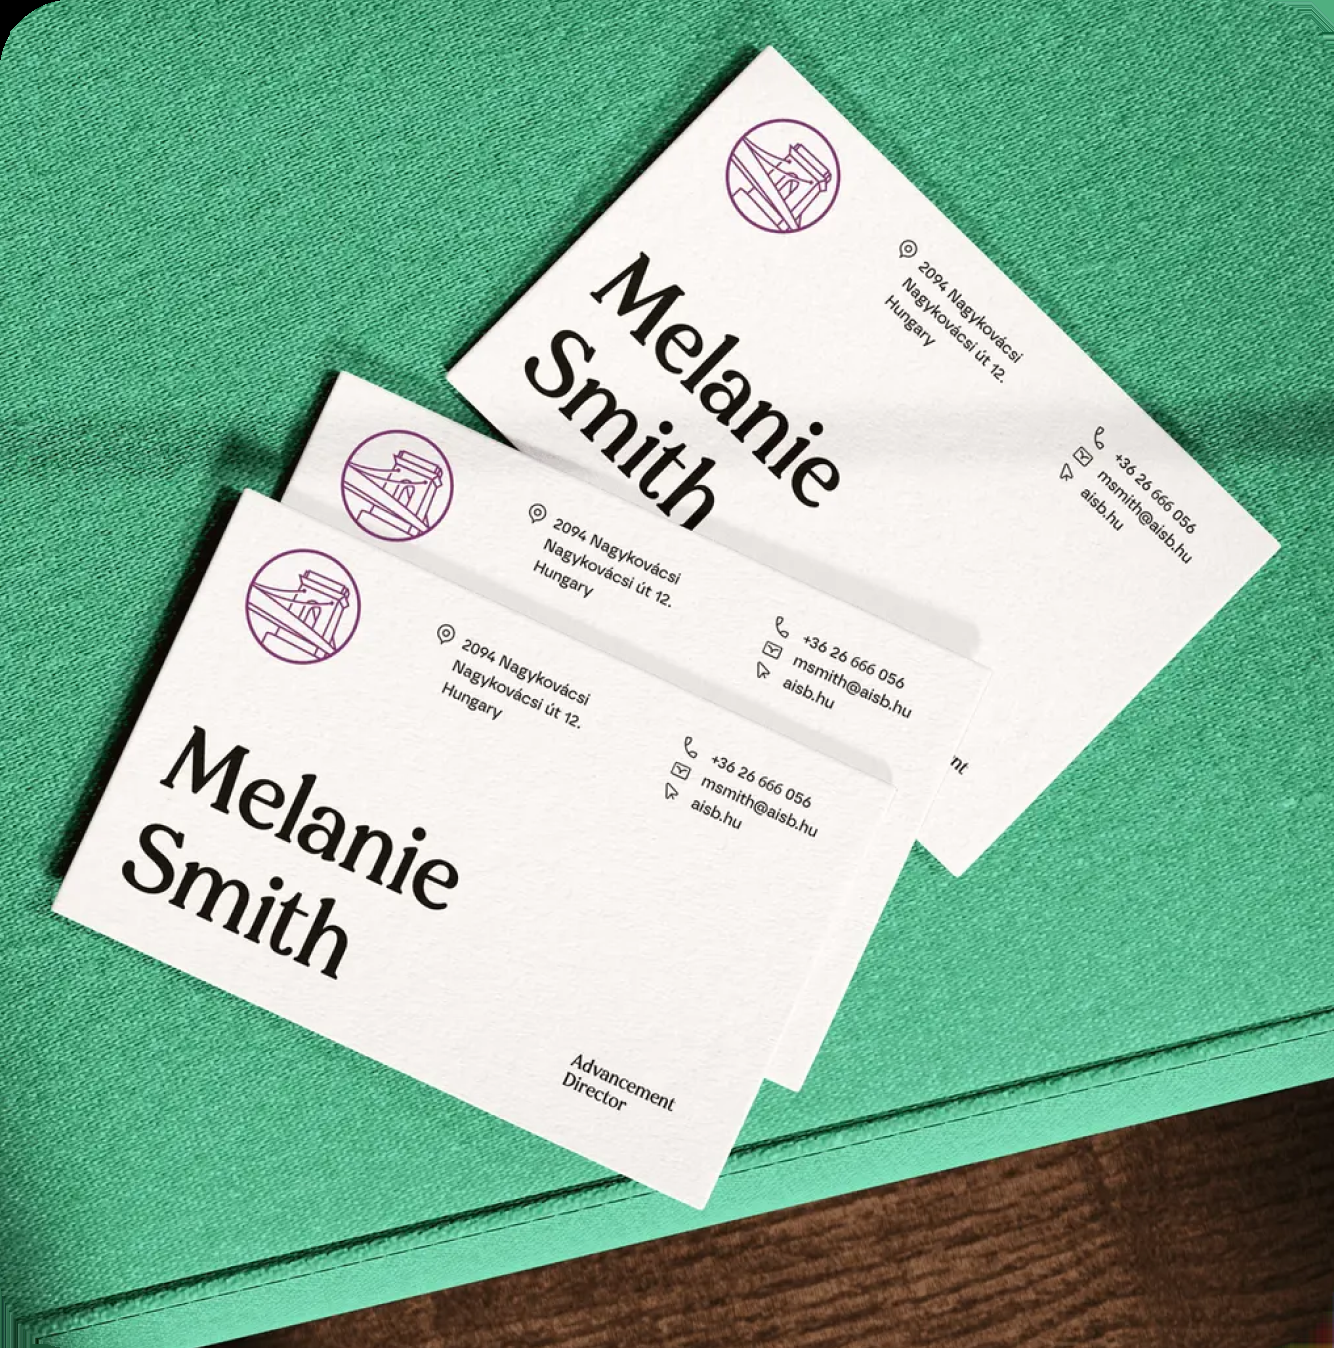 2094 Nagykovácsi
Nagykovácsi út 12.
Hungary
+36 26 666 056
msmith@aisb.hu
aisb.hu
Melanie
Smith
nt
2094 Nagykovácsi
Nagykovácsi út 12.
Hungary
+36 26 666 056
msmith@aisb.hu
aisb.hu
2094 Nagykovácsi
Nagykovácsi út 12.
Hungary
+36 26 666 056
msmith@aisb.hu
aisb.hu
Melanie
Smith
Advancement
Director